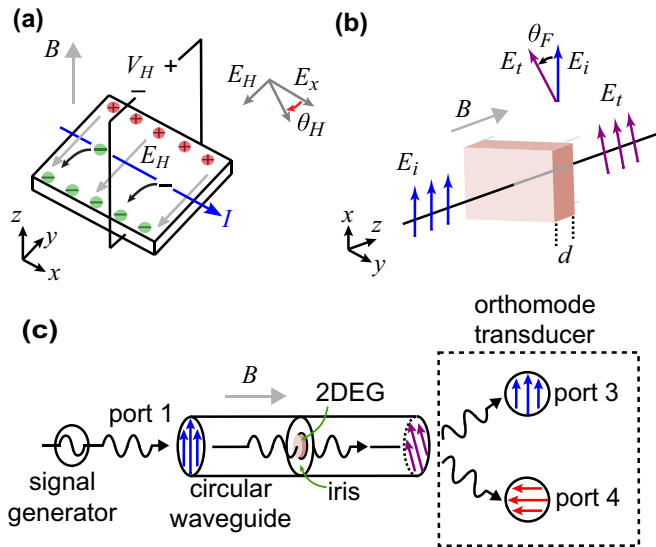 (a)
B
V_H
+
−
E_H
E_x
θ_H
E_H
I
z
y
x
(b)
θ_F
E_t
E_i
B
E_t
E_i
x
z
y
d
(c)
orthomode
transducer
B
2DEG
port 1
port 3
signal
generator
circular
waveguide
iris
port 4